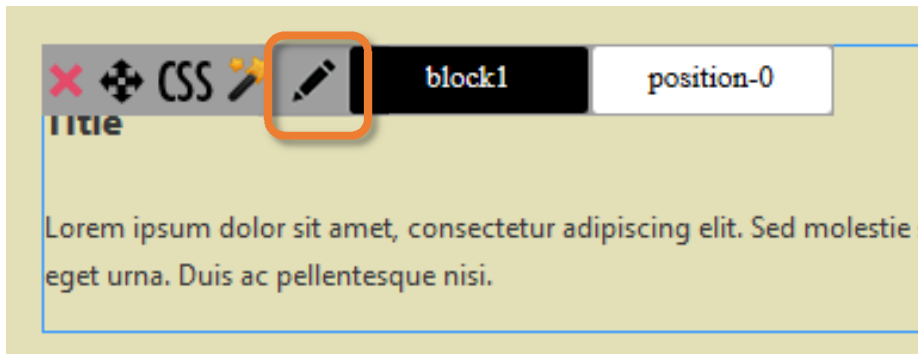 CSS block1 position-0
Title
Lorem ipsum dolor sit amet, consectetur adipiscing elit. Sed molestie
eget urna. Duis ac pellentesque nisi.